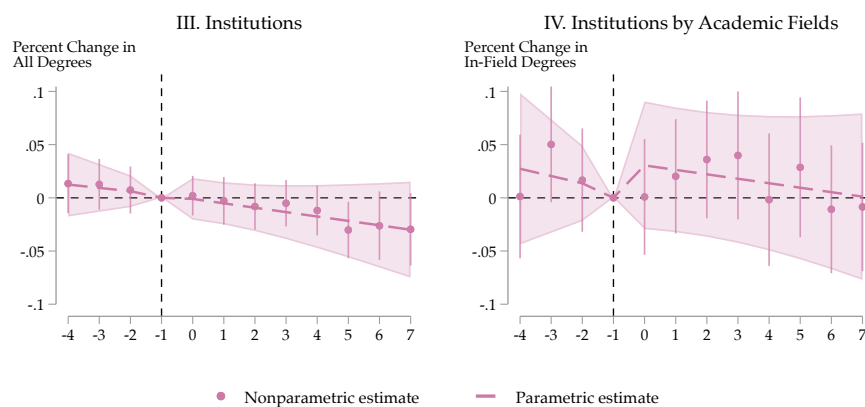 III. Institutions
Percent Change in
All Degrees
.1
.05
0
-.05
-.1
-4 -3 -2 -1 0 1 2 3 4 5 6 7
IV. Institutions by Academic Fields
Percent Change in
In-Field Degrees
.1
.05
0
-.05
-.1
-4 -3 -2 -1 0 1 2 3 4 5 6 7
Nonparametric estimate
Parametric estimate